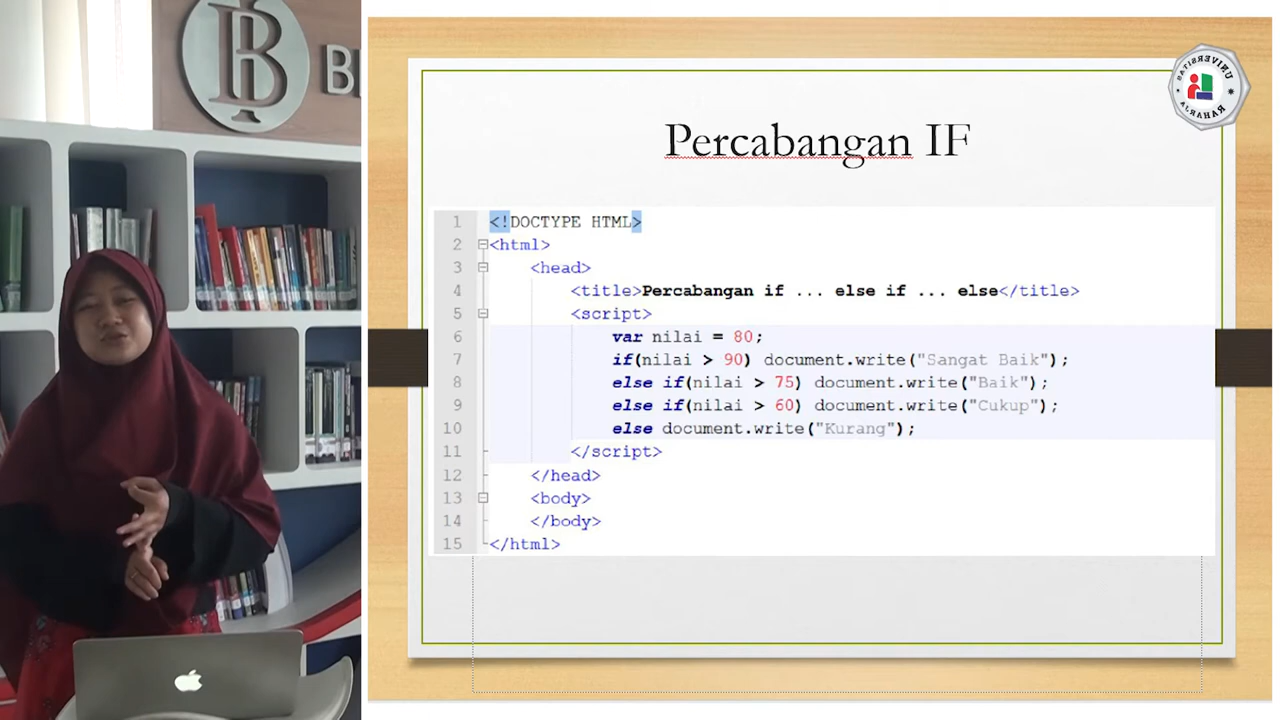 BI
UNIVERSITAS
RAHARJA
Percabangan IF
1 <!DOCTYPE HTML>
2 <html>
3 <head>
4 <title>Percabangan if ... else if ... else</title>
5 <script>
6 var nilai = 80;
7 if(nilai > 90) document.write("Sangat Baik");
8 else if(nilai > 75) document.write("Baik");
9 else if(nilai > 60) document.write("Cukup");
10 else document.write("Kurang");
11 </script>
12 </head>
13 <body>
14 </body>
15 </html>